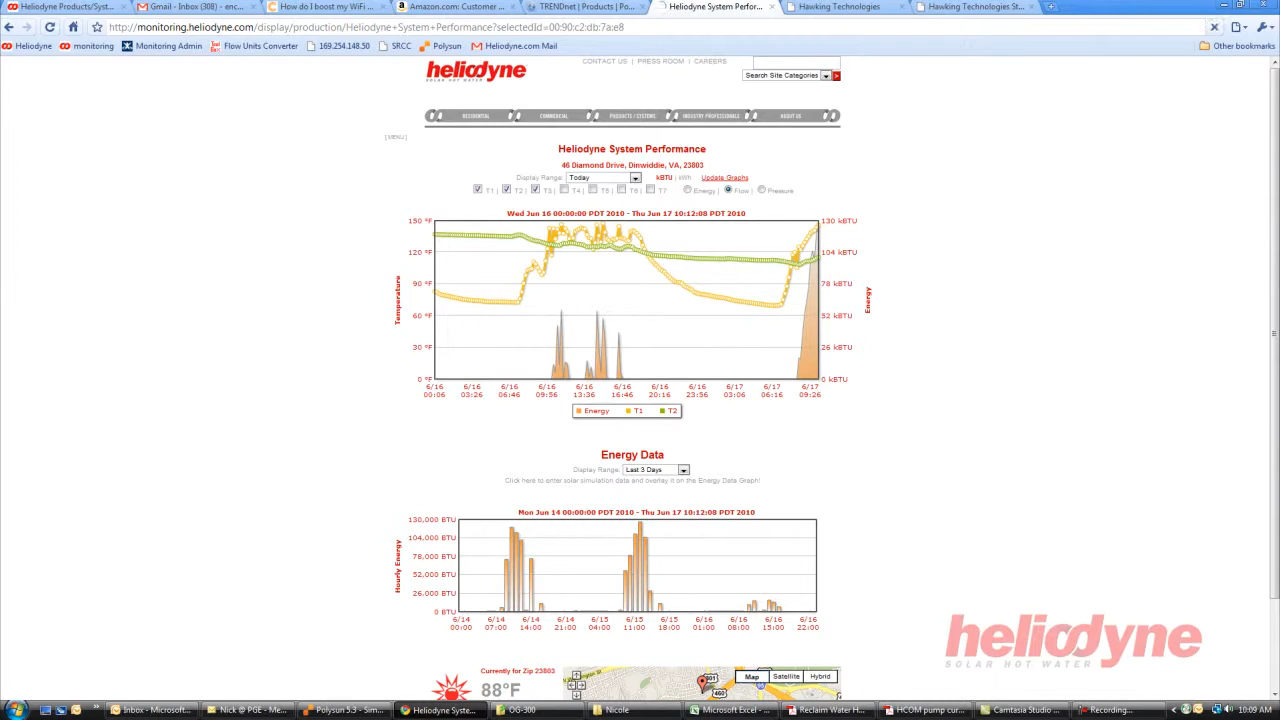 Heliodyne System Produc...
Gmail - Inbox (308) - enc...
How do I boost my WiFi ...
Amazon.com: Customer ...
TRENDnet | Products | Po...
Heliodyne System Perfor...
Hawking Technologies
Hawking Technologies St...
http://monitoring.heliodyne.com/display/production/Heliodyne+System+Performance?selectedId=00:90:c2:db:7a:e8
Heliodyne monitoring Monitoring Admin Flow Units Converter 169.254.148.50 SRCC Polysun Heliodyne.com Mail Other bookmarks
CONTACT US | PRESS ROOM | CAREERS
heliodyne
SOLAR HOT WATER
Search Site Categories
RESIDENTIAL COMMERCIAL PRODUCTS / SYSTEMS INDUSTRY PROFESSIONALS ABOUT US
[ MENU ]
Heliodyne System Performance
46 Diamond Drive, Dinwiddie, VA, 23803
Display Range: Today kBTU | kWh Update Graphs
T1 | T2 | T3 | T4 | T5 | T6 | T7 Energy | Flow | Pressure
Wed Jun 16 00:00:00 PDT 2010 - Thu Jun 17 10:12:08 PDT 2010
150 °F 130 kBTU
120 °F 104 kBTU
90 °F 78 kBTU
60 °F 52 kBTU
30 °F 26 kBTU
0 °F 0 kBTU
Temperature
Energy
6/16 6/16 6/16 6/16 6/16 6/16 6/16 6/16 6/17 6/17 6/17
00:06 03:26 06:46 09:56 13:36 16:46 20:16 23:56 03:06 06:16 09:26
Energy T1 T2
Energy Data
Display Range: Last 3 Days
Click here to enter solar simulation data and overlay it on the Energy Data Graph!
Mon Jun 14 00:00:00 PDT 2010 - Thu Jun 17 10:12:08 PDT 2010
130,000 BTU
104,000 BTU
78,000 BTU
52,000 BTU
26,000 BTU
0 BTU
Hourly Energy
6/14 6/14 6/14 6/14 6/15 6/15 6/15 6/16 6/16 6/16 6/16
00:00 07:00 14:00 21:00 04:00 11:00 18:00 01:00 08:00 15:00 22:00
heliodyne
SOLAR HOT WATER
Currently for Zip 23803
88°F
Map Satellite Hybrid
301
460
Inbox - Microsoft... Nick @ PGE - Me... Polysun 5.3 - Sim... Heliodyne Syste... OG-300 Nicole Microsoft Excel - ... Reclaim Water H... HCOM pump cur... Camtasia Studio ... Recording... 10:09 AM